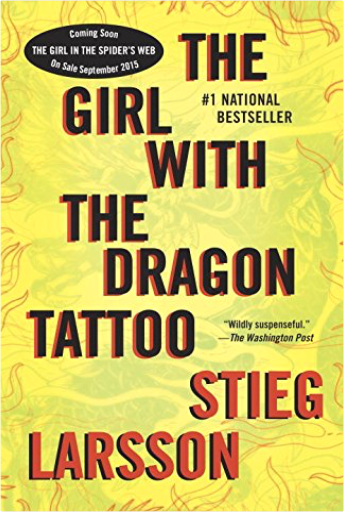 Coming Soon
THE GIRL IN THE SPIDER'S WEB
On Sale September 2015
THE
GIRL
#1 NATIONAL
BESTSELLER
WITH
THE
DRAGON
TATTOO
"Wildly suspenseful."
—The Washington Post
STIEG
LARSSON